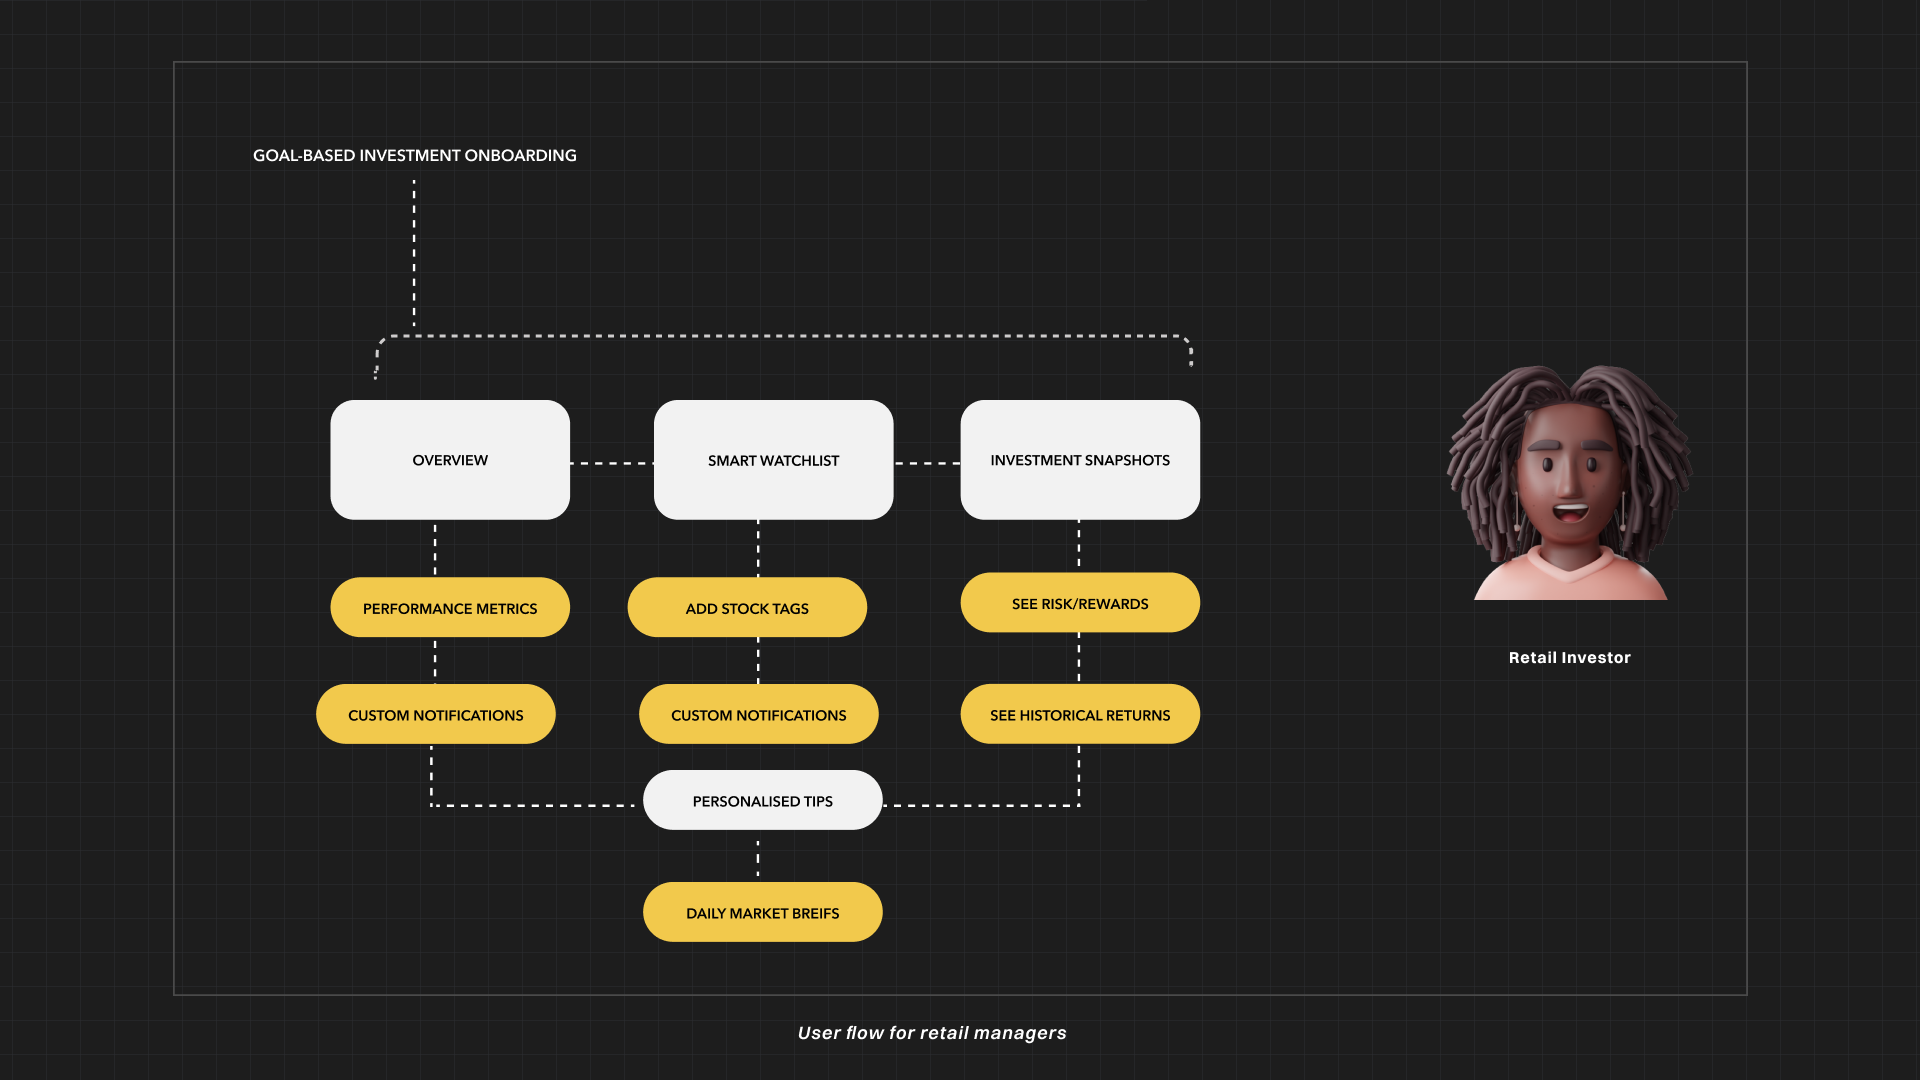 GOAL-BASED INVESTMENT ONBOARDING
OVERVIEW
SMART WATCHLIST
INVESTMENT SNAPSHOTS
PERFORMANCE METRICS
ADD STOCK TAGS
SEE RISK/REWARDS
CUSTOM NOTIFICATIONS
CUSTOM NOTIFICATIONS
SEE HISTORICAL RETURNS
PERSONALISED TIPS
DAILY MARKET BREIFS
Retail Investor
User flow for retail managers